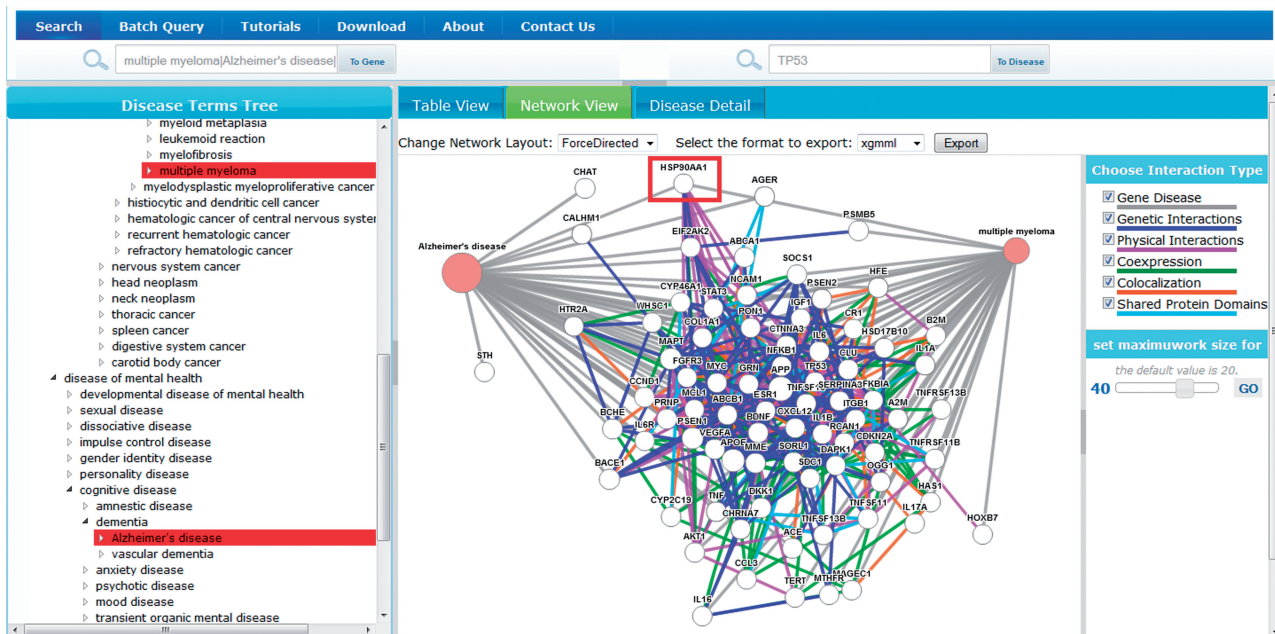 Search Batch Query Tutorials Download About Contact Us
multiple myeloma|Alzheimer's disease| To Gene TP53 To Disease
Disease Terms Tree
myeloid metaplasia
leukemoid reaction
myelofibrosis
multiple myeloma
myelodysplastic myeloproliferative cancer
histiocytic and dendritic cell cancer
hematologic cancer of central nervous syster
recurrent hematologic cancer
refractory hematologic cancer
nervous system cancer
head neoplasm
neck neoplasm
thoracic cancer
spleen cancer
digestive system cancer
carotid body cancer
disease of mental health
developmental disease of mental health
sexual disease
dissociative disease
impulse control disease
gender identity disease
personality disease
cognitive disease
amnestic disease
dementia
Alzheimer's disease
vascular dementia
anxiety disease
psychotic disease
mood disease
transient organic mental disease
Table View Network View Disease Detail
Change Network Layout: ForceDirected Select the format to export: xgmml Export
HSP90AA1
CHAT
AGER
CALHM1
PSMB5
EIF2AK2
ABCA1
Alzheimer's disease
multiple myeloma
SOCS1
HFE
NCAM1
CYP46A1
PSEN2
STAT3
IGF1
HTR2A
WHSC1
PON1
CR1
B2M
COL1A1
CTNNA3
IL6
HSD17B10
MAPT
NFKB1
CLU
IL1A
STH
FGFR3
MYC
GRN
APP
TP53
CCND1
MCL1
ESR1
TNFSF1
SERPINA3
FKBIA
TNFRSF13B
BCHE
PRNP
ABCB1
CXCL12
ITGB1
A2M
IL6R
PSEN1
BDNF
IL1B
RCAN1
VEGFA
CDKN2A
TNFRSF11B
BACE1
APOE
MME
SORL1
DAPK1
SDC1
OGG1
HAS1
CYP2C19
TNF
DKK1
CHRNA7
TNFSF13B
TNFSF11
IL17A
HOXB7
AKT1
ACE
CCL3
TERT
MTHFR
MAGEC1
IL16
Choose Interaction Type
Gene Disease
Genetic Interactions
Physical Interactions
Coexpression
Colocalization
Shared Protein Domains
set maximuwork size for
the default value is 20.
40 GO